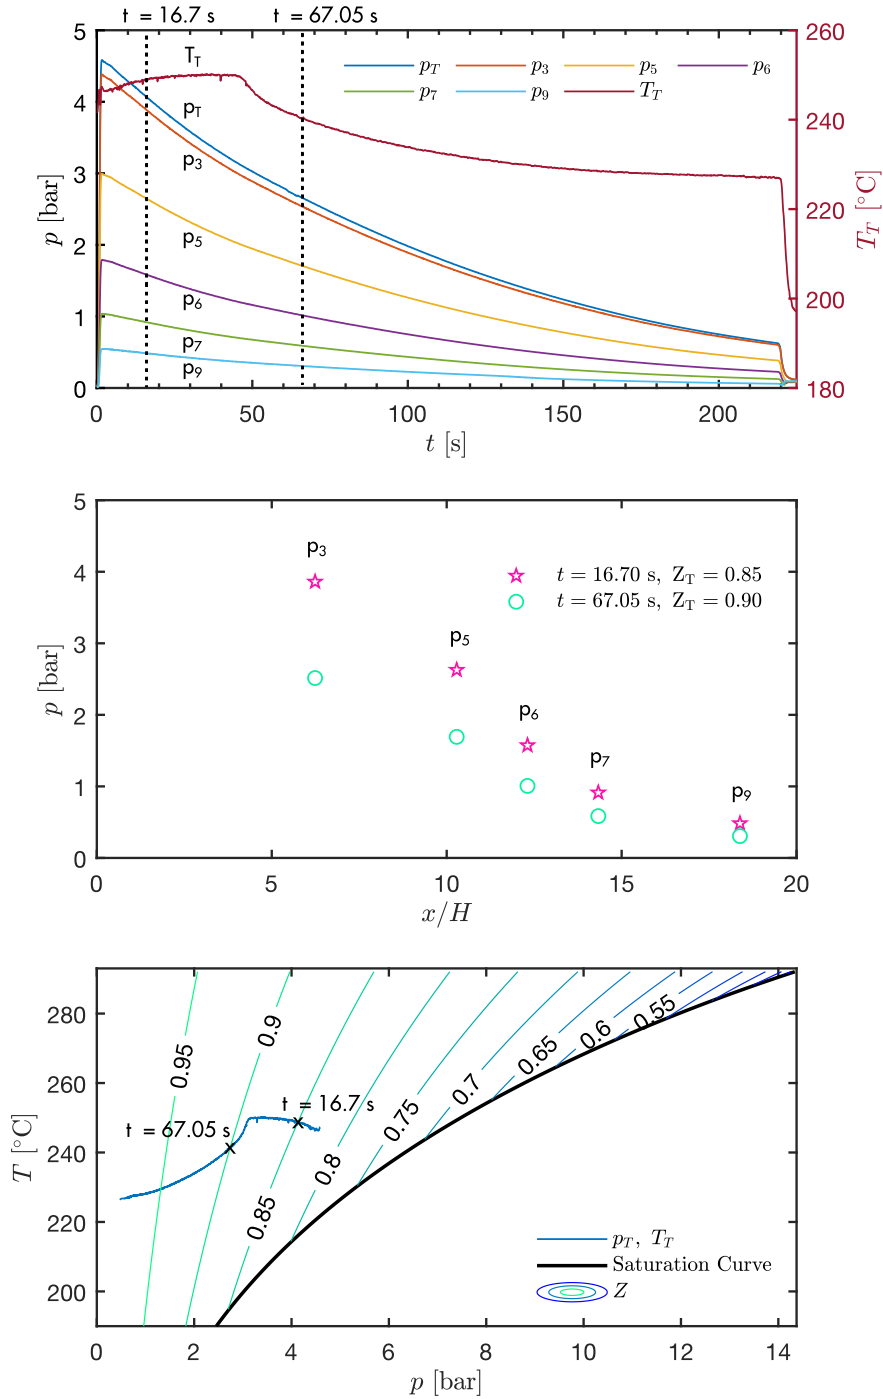 t = 16.7 s t = 67.05 s
5 260
T_T
p_T p_3 p_5 p_6
p_7 p_9 T_T
4 240
p_T
p_3
3
p [bar] T_T [°C]
220
p_5
2
p_6
200
1
p_7
p_9
0 180
0 50 100 150 200
t [s]
5
p_3
4
t = 16.70 s, Z_T = 0.85
t = 67.05 s, Z_T = 0.90
p_5
3
p [bar]
p_6
2
p_7
1
p_9
0
0 5 10 15 20
x/H
280
0.95 0.9 0.55
0.6
0.65
260
0.7
t = 16.7 s
0.75
t = 67.05 s
T [°C]
240
0.8
220
0.85
p_T, T_T
Saturation Curve
200
Z
0 2 4 6 8 10 12 14
p [bar]